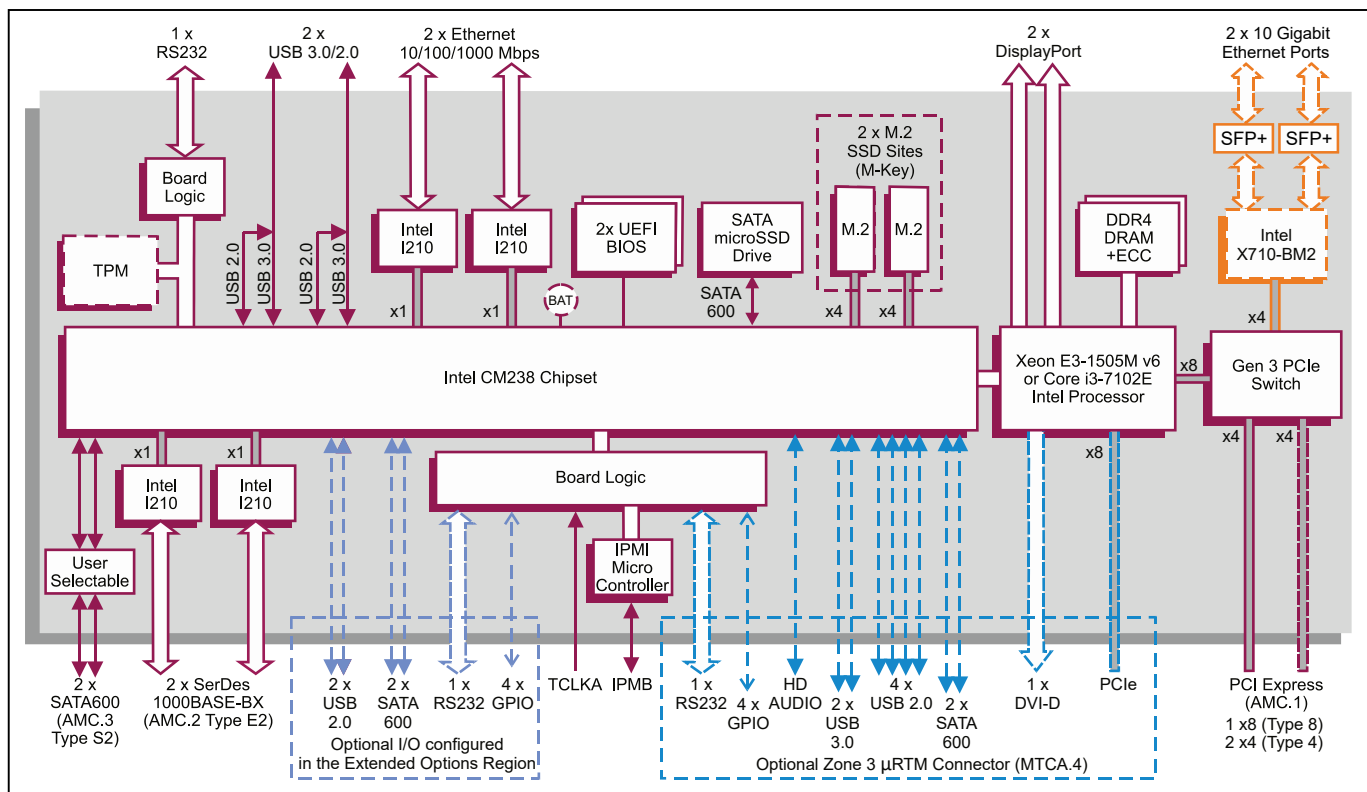 1 x
RS232
2 x
USB 3.0/2.0
2 x Ethernet
10/100/1000 Mbps
2 x
DisplayPort
2 x 10 Gigabit
Ethernet Ports
SFP+
SFP+
2 x M.2
SSD Sites
(M-Key)
Board
Logic
TPM
USB 2.0
USB 3.0
USB 2.0
USB 3.0
Intel
I210
Intel
I210
2x UEFI
BIOS
SATA
microSSD
Drive
M.2
M.2
DDR4
DRAM
+ECC
Intel
X710-BM2
BAT
SATA
600
x1
x1
x4
x4
x4
Intel CM238 Chipset
Xeon E3-1505M v6
or Core i3-7102E
Intel Processor
x8
Gen 3 PCIe
Switch
x1
x1
x8
x4
x4
Intel
I210
Intel
I210
Board Logic
User
Selectable
IPMI
Micro
Controller
2 x
SATA600
(AMC.3
Type S2)
2 x SerDes
1000BASE-BX
(AMC.2 Type E2)
2 x
USB
2.0
2 x
SATA
600
1 x
RS232
4 x
GPIO
Optional I/O configured
in the Extended Options Region
TCLKA
IPMB
1 x
RS232
4 x
GPIO
HD
AUDIO
2 x
USB
3.0
4 x
USB 2.0
2 x
SATA
600
1 x
DVI-D
PCIe
Optional Zone 3 µRTM Connector (MTCA.4)
PCI Express
(AMC.1)
1 x8 (Type 8)
2 x4 (Type 4)